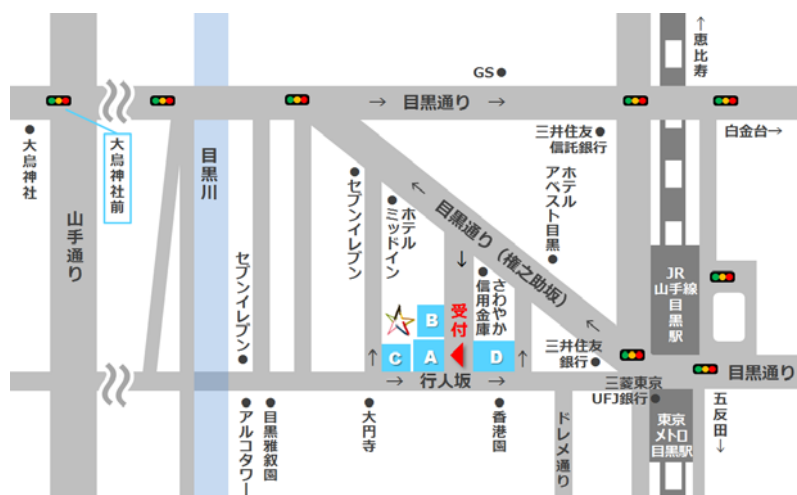 ↑恵比寿
GS●
→ 目黒通り →
●大鳥神社
大鳥神社前
目黒川
山手通り
三井住友●
信託銀行
白金台→
ホテル
アベスト目黒●
●セブンイレブン
ホテル
●ミッドイン
← 目黒通り（権之助坂） ←
↓
さわやか
●信用金庫
受付
JR
山手線
目黒駅
セブンイレブン●
B
C
A
D
三井住友
銀行●
↑
→ 行人坂 →
↑
三菱東京
UFJ銀行●
目黒通り
●アルコタワー
●目黒雅叙園
●大円寺
●香港園
ドレメ通り
東京
メトロ
目黒駅
五反田→